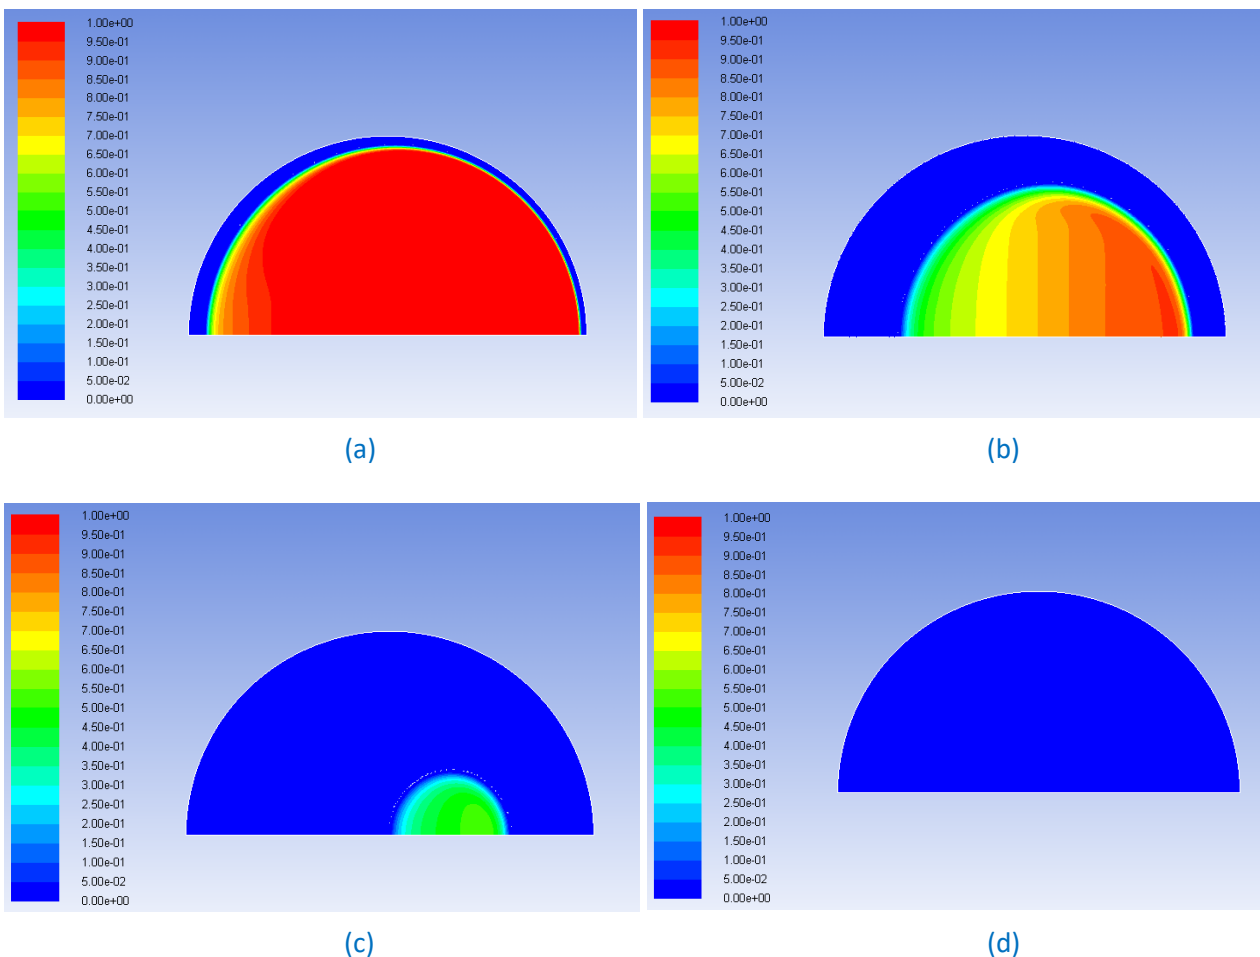 1.00e+00
9.50e-01
9.00e-01
8.50e-01
8.00e-01
7.50e-01
7.00e-01
6.50e-01
6.00e-01
5.50e-01
5.00e-01
4.50e-01
4.00e-01
3.50e-01
3.00e-01
2.50e-01
2.00e-01
1.50e-01
1.00e-01
5.00e-02
0.00e+00
(a)
1.00e+00
9.50e-01
9.00e-01
8.50e-01
8.00e-01
7.50e-01
7.00e-01
6.50e-01
6.00e-01
5.50e-01
5.00e-01
4.50e-01
4.00e-01
3.50e-01
3.00e-01
2.50e-01
2.00e-01
1.50e-01
1.00e-01
5.00e-02
0.00e+00
(b)
1.00e+00
9.50e-01
9.00e-01
8.50e-01
8.00e-01
7.50e-01
7.00e-01
6.50e-01
6.00e-01
5.50e-01
5.00e-01
4.50e-01
4.00e-01
3.50e-01
3.00e-01
2.50e-01
2.00e-01
1.50e-01
1.00e-01
5.00e-02
0.00e+00
(c)
1.00e+00
9.50e-01
9.00e-01
8.50e-01
8.00e-01
7.50e-01
7.00e-01
6.50e-01
6.00e-01
5.50e-01
5.00e-01
4.50e-01
4.00e-01
3.50e-01
3.00e-01
2.50e-01
2.00e-01
1.50e-01
1.00e-01
5.00e-02
0.00e+00
(d)